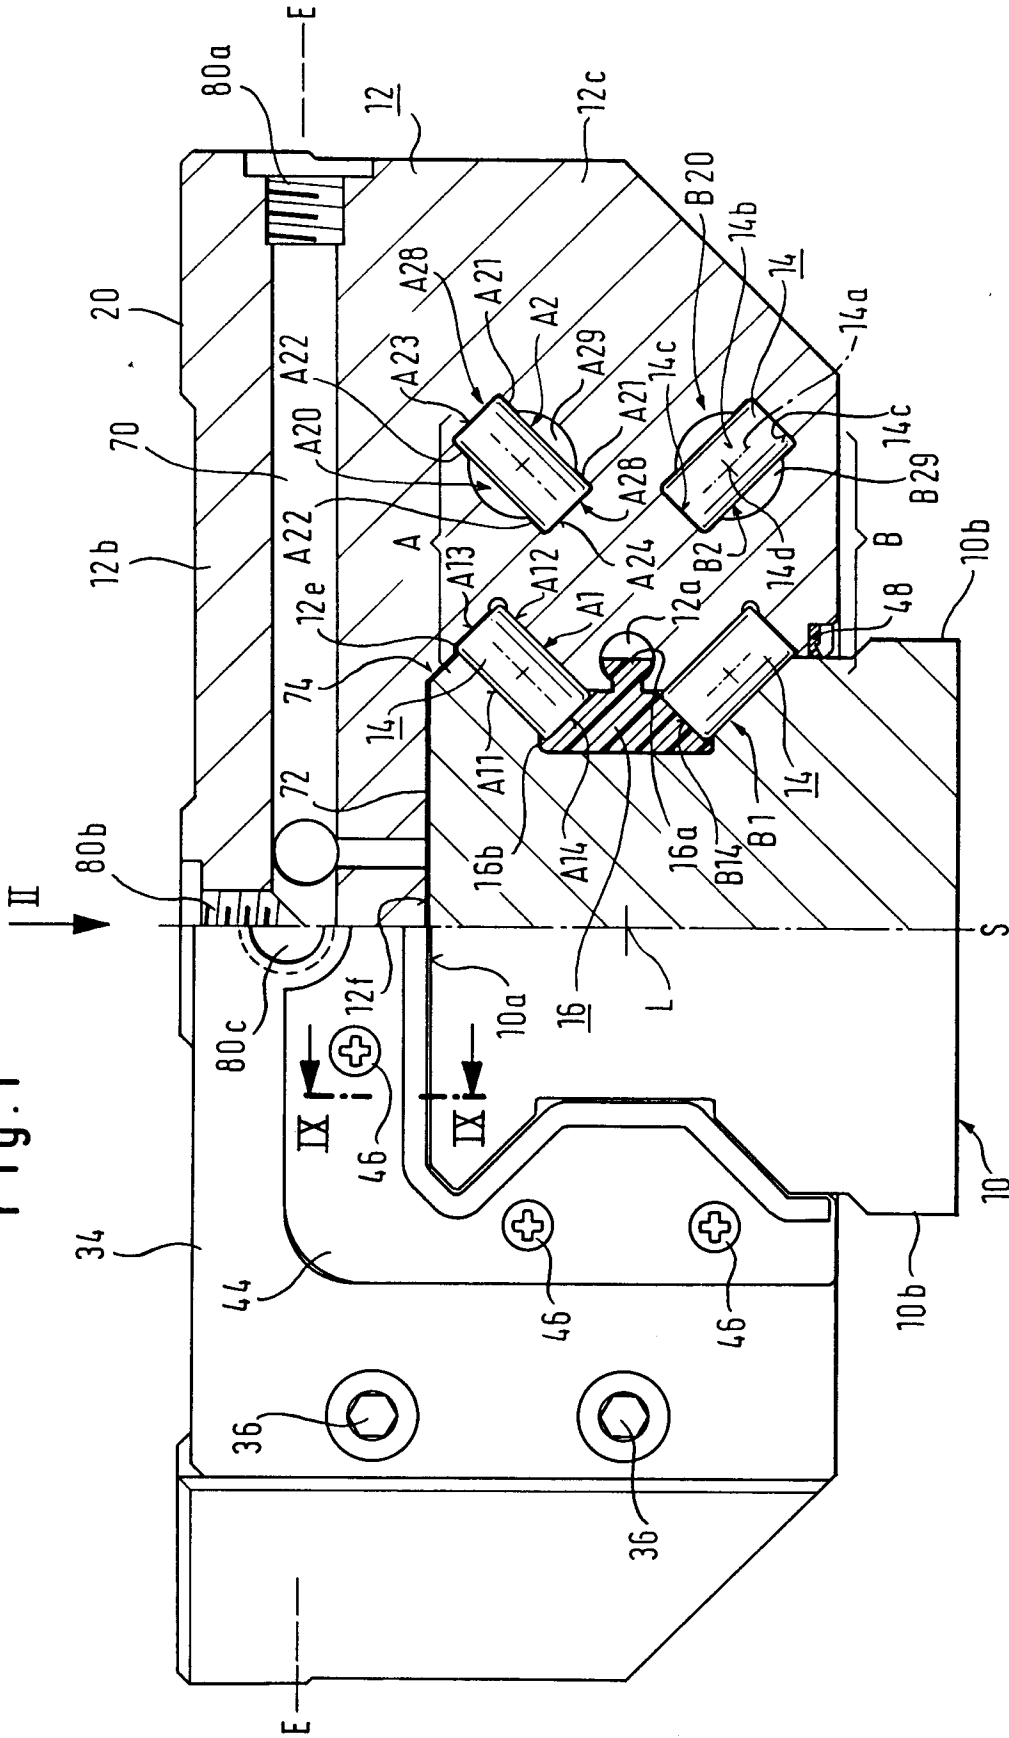 Fig. 1
II
E
80a
12
12c
20
B20
14b
14
A28
A21
A2
A29
14a
A23
A22
70
A20
A22
14c
A21
A28
14c
B29
12b
A
A13
A12
A1
A24
12a
B2
14d
B
10b
12e
74
14
A11
48
72
16b
A14
16a
B14
B1
14
80b
80c
12f
10a
16
L
S
IX
IX
46
34
44
46
46
10b
10
36
36
E